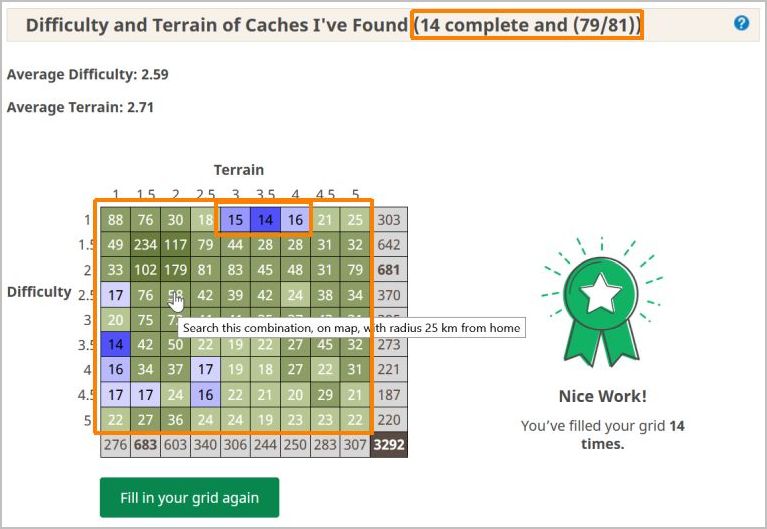 Difficulty and Terrain of Caches I've Found (14 complete and (79/81))
?
Average Difficulty: 2.59
Average Terrain: 2.71
Terrain
1 1.5 2 2.5 3 3.5 4 4.5 5
1 88 76 30 18 15 14 16 21 25 303
1.5 49 234 117 79 44 28 28 31 32 642
2 33 102 179 81 83 45 48 31 79 681
Difficulty
2.5 17 76 58 42 39 42 24 38 34 370
3 20 75
Search this combination, on map, with radius 25 km from home
3.5 14 42 50 22 19 22 27 45 32 273
4 16 34 37 17 19 18 27 22 31 221
4.5 17 17 24 16 22 21 20 29 21 187
5 22 27 36 24 24 19 23 23 22 220
276 683 603 340 306 244 250 283 307 3292
Nice Work!
You've filled your grid 14
times.
Fill in your grid again